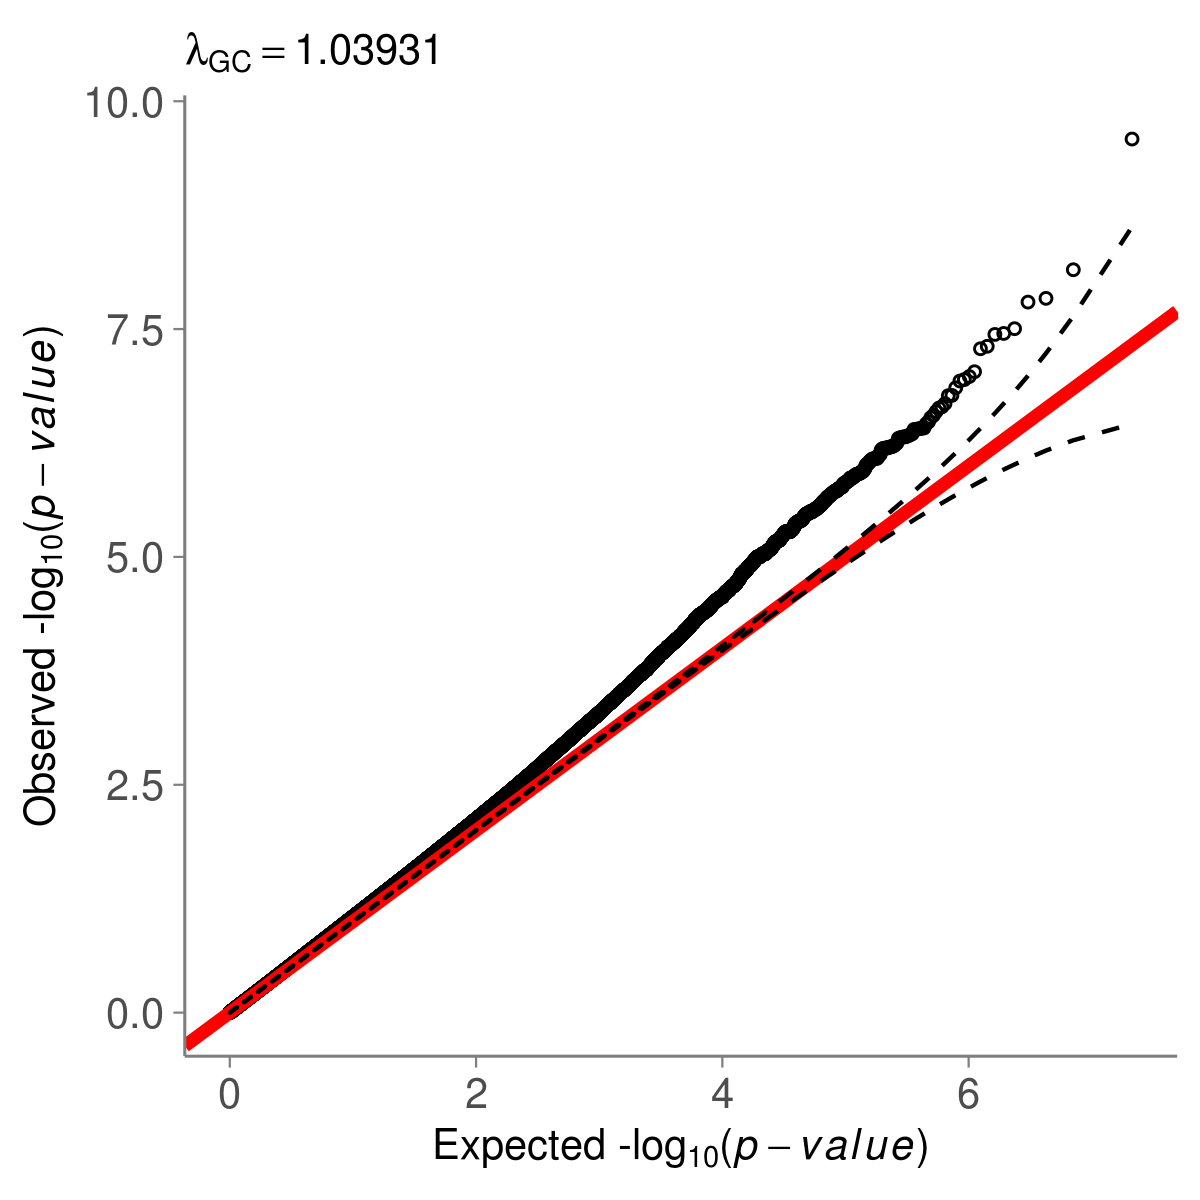 λGC = 1.03931
10.0
7.5
5.0
2.5
0.0
Observed -log10(p − value)
0 2 4 6
Expected -log10(p − value)